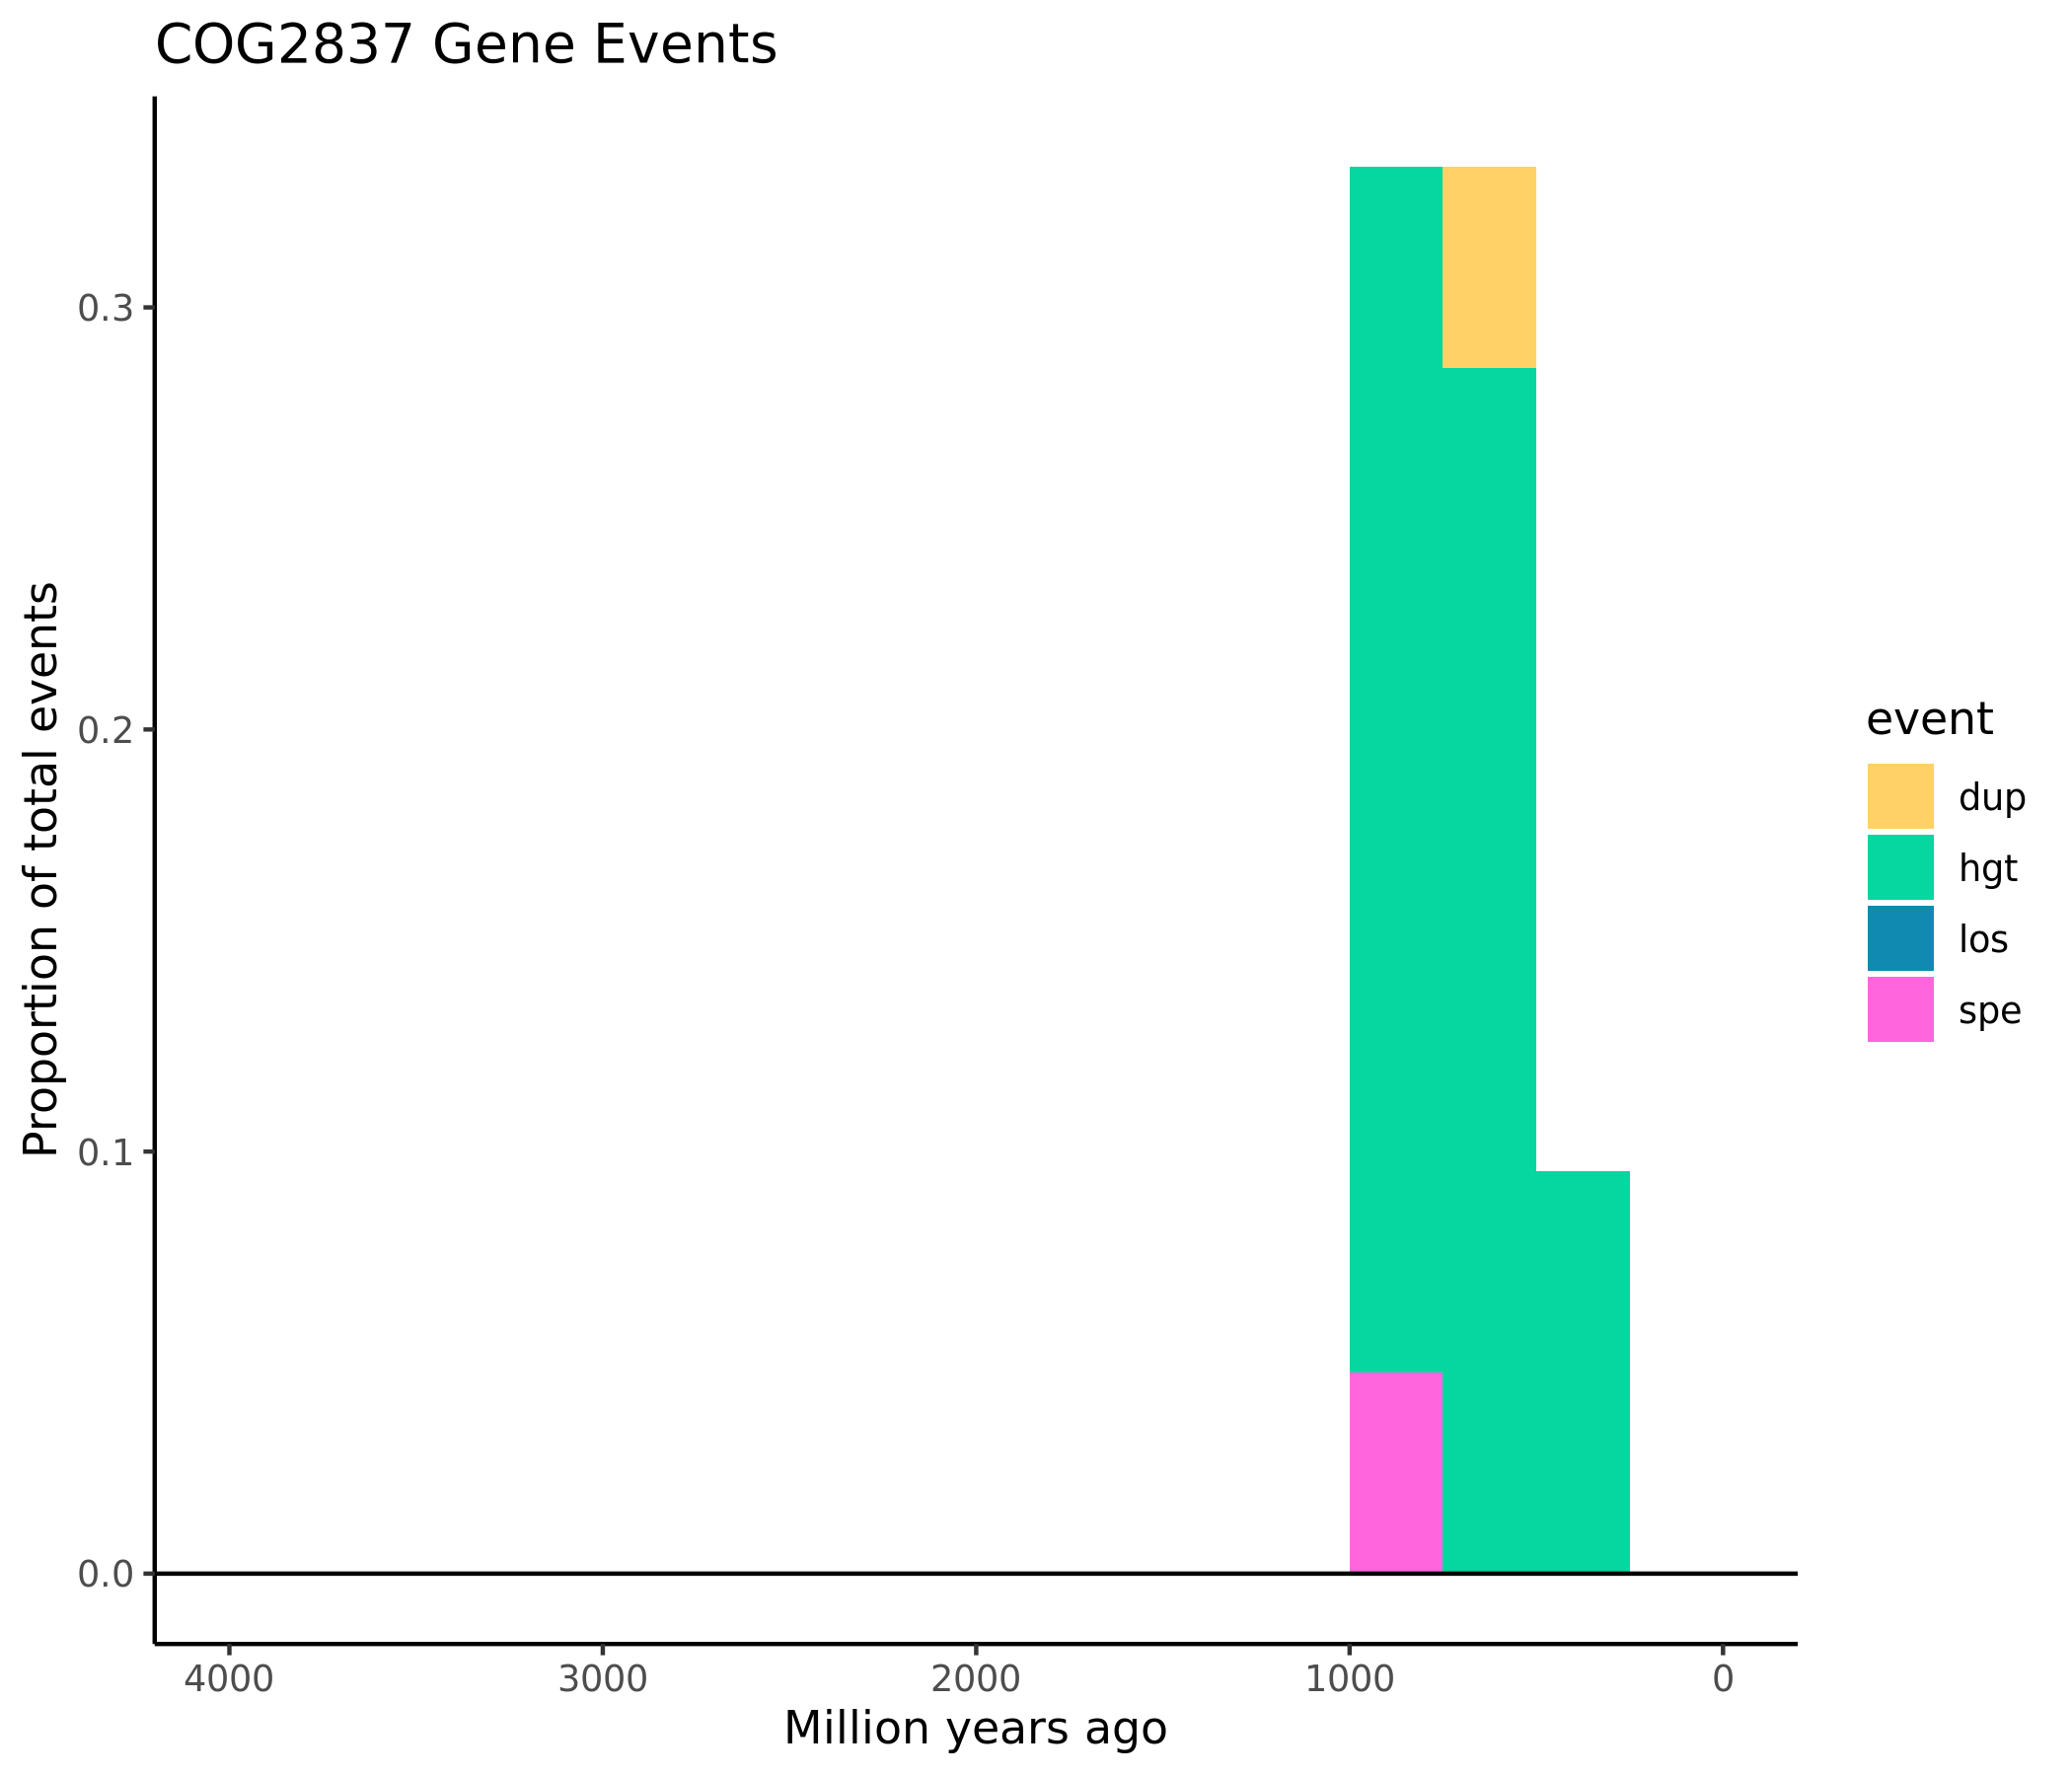 COG2837 Gene Events
Proportion of total events
0.3
0.2
0.1
0.0
4000 3000 2000 1000 0
Million years ago
event
dup
hgt
los
spe